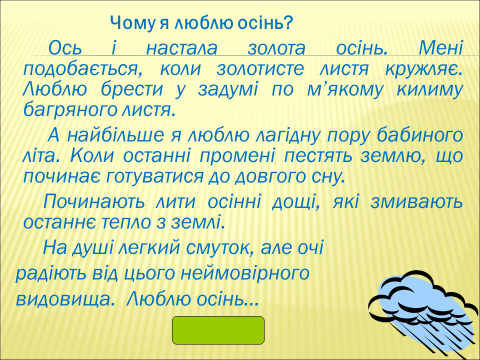 Чому я люблю осінь?
Ось і настала золота осінь. Мені
подобається, коли золотисте листя кружляє.
Люблю брести у задумі по м’якому килиму
багряного листя.
А найбільше я люблю лагідну пору бабиного
літа. Коли останні промені пестять землю, що
починає готуватися до довгого сну.
Починають лити осінні дощі, які змивають
останнє тепло з землі.
На душі легкий смуток, але очі
радіють від цього неймовірного
видовища. Люблю осінь…